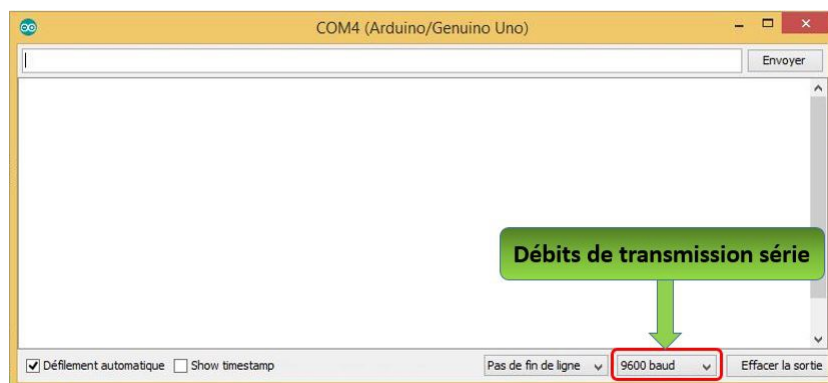 COM4 (Arduino/Genuino Uno)
Envoyer
Débits de transmission série
Défilement automatique Show timestamp Pas de fin de ligne 9600 baud Effacer la sortie